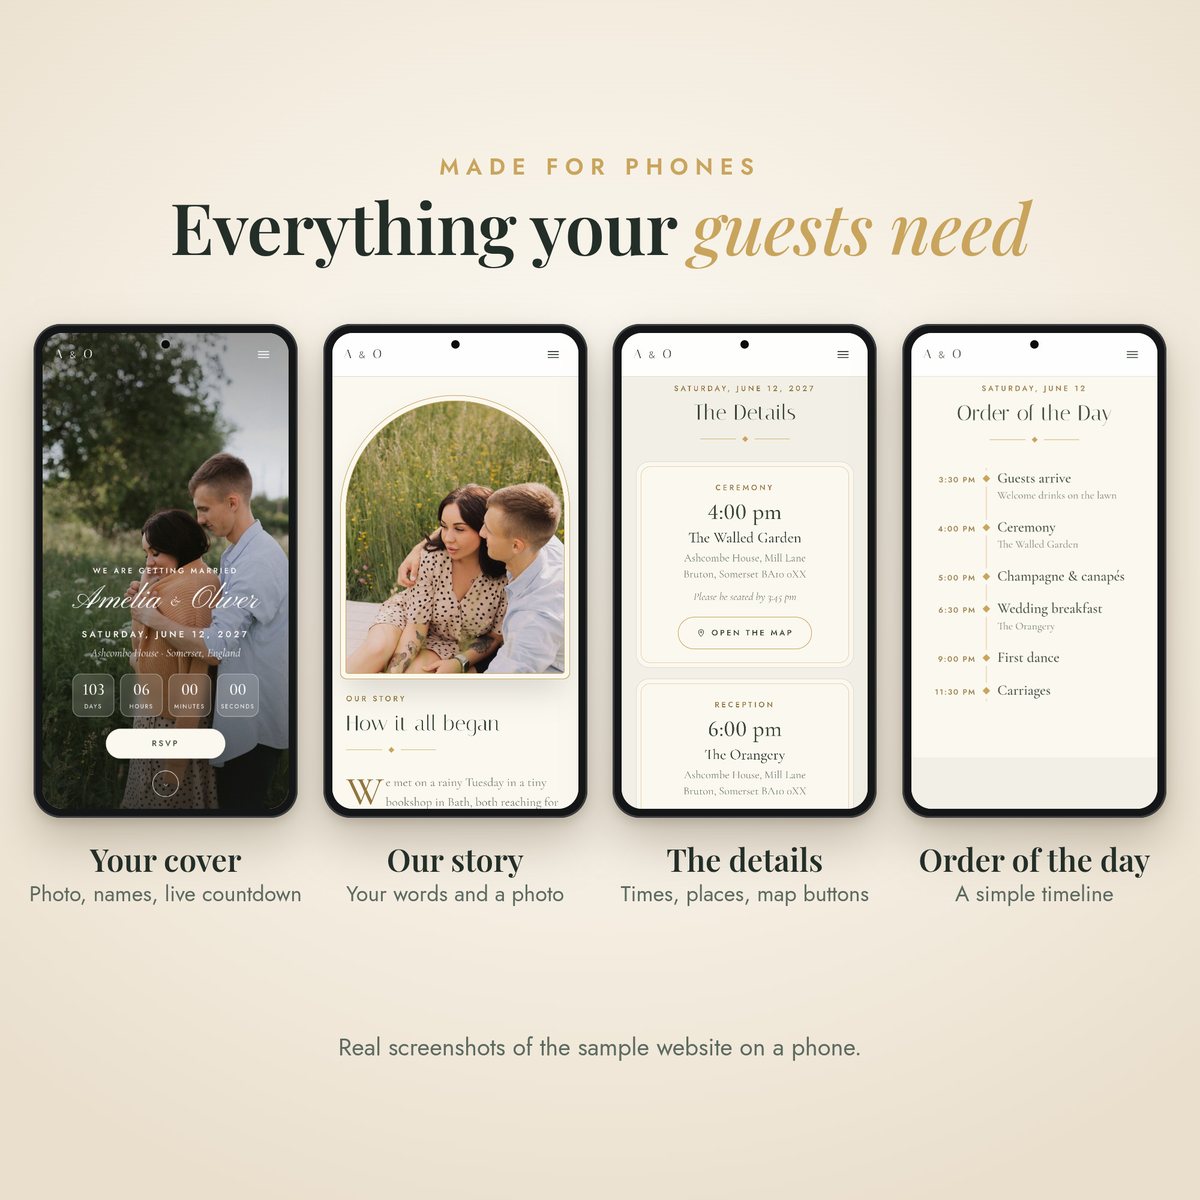 MADE FOR PHONES
Everything your guests need
A & O
WE ARE GETTING MARRIED
Amelia & Oliver
SATURDAY, JUNE 12, 2027
Ashcombe House · Somerset, England
103 06 00 00
DAYS HOURS MINUTES SECONDS
RSVP
A & O
OUR STORY
How it all began
We met on a rainy Tuesday in a tiny
bookshop in Bath, both reaching for
A & O
SATURDAY, JUNE 12, 2027
The Details
CEREMONY
4:00 pm
The Walled Garden
Ashcombe House, Mill Lane
Bruton, Somerset BA10 0XX
Please be seated by 3:45 pm
OPEN THE MAP
RECEPTION
6:00 pm
The Orangery
Ashcombe House, Mill Lane
Bruton, Somerset BA10 0XX
A & O
SATURDAY, JUNE 12
Order of the Day
3:30 PM Guests arrive
Welcome drinks on the lawn
4:00 PM Ceremony
The Walled Garden
5:00 PM Champagne & canapés
6:30 PM Wedding breakfast
The Orangery
9:00 PM First dance
11:30 PM Carriages
Your cover
Photo, names, live countdown
Our story
Your words and a photo
The details
Times, places, map buttons
Order of the day
A simple timeline
Real screenshots of the sample website on a phone.